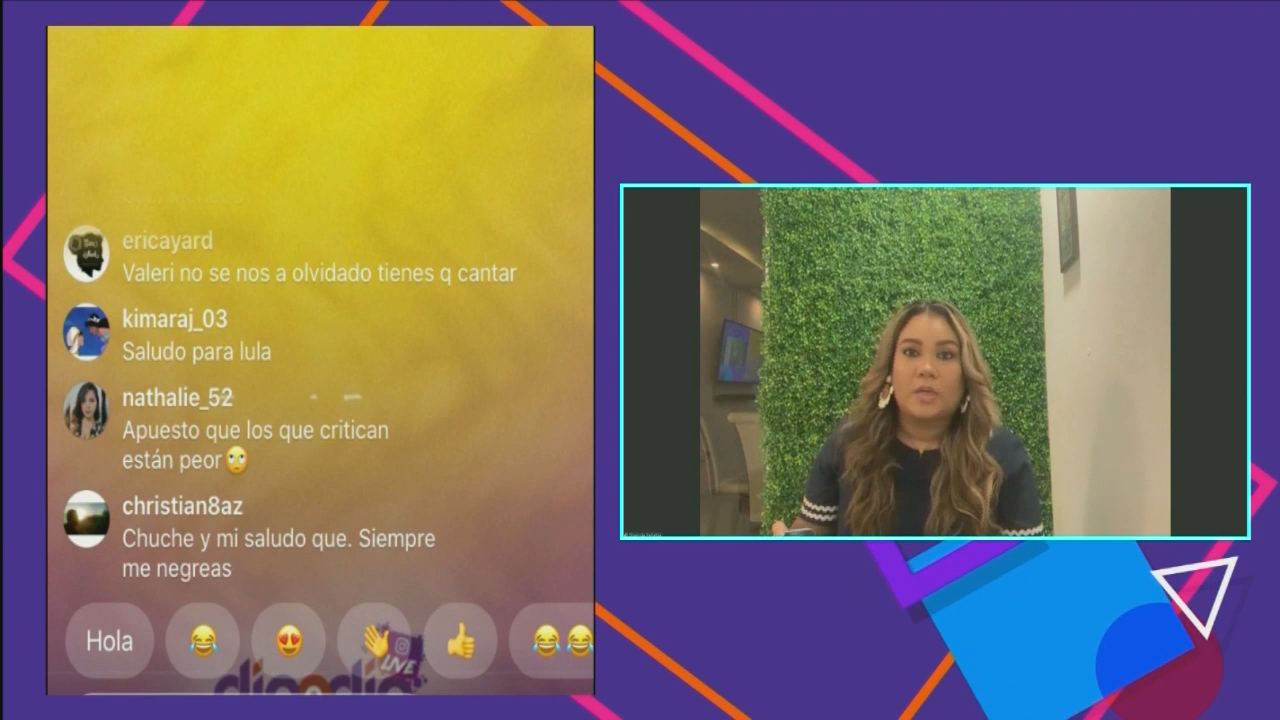 ericayard
Valeri no se nos a olvidado tienes q cantar
kimaraj_03
Saludo para lula
nathalie_52
Apuesto que los que critican
están peor🙄
christian8az
Chuche y mi saludo que. Siempre
me negreas
Hola
LIVE